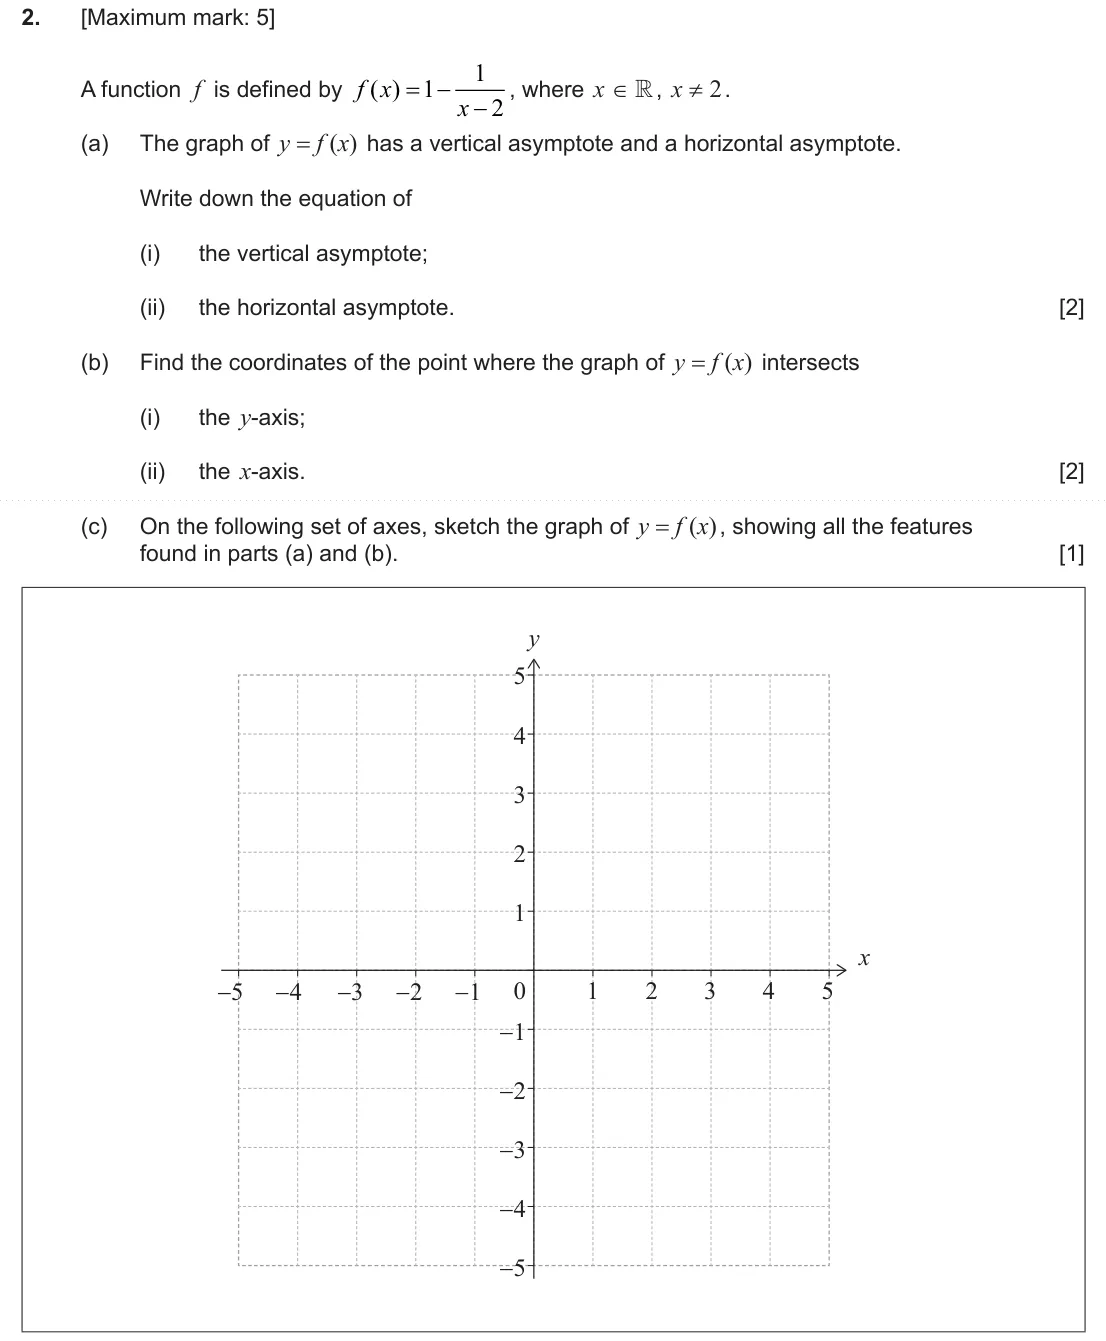 2. [Maximum mark: 5]
A function f is defined by f(x) = 1 − 1/(x − 2), where x ∈ ℝ, x ≠ 2.
(a) The graph of y = f(x) has a vertical asymptote and a horizontal asymptote.
Write down the equation of
(i) the vertical asymptote;
(ii) the horizontal asymptote. [2]
(b) Find the coordinates of the point where the graph of y = f(x) intersects
(i) the y-axis;
(ii) the x-axis. [2]
(c) On the following set of axes, sketch the graph of y = f(x), showing all the features
found in parts (a) and (b). [1]
y
5
4
3
2
1
x
−5 −4 −3 −2 −1 0 1 2 3 4 5
−1
−2
−3
−4
−5